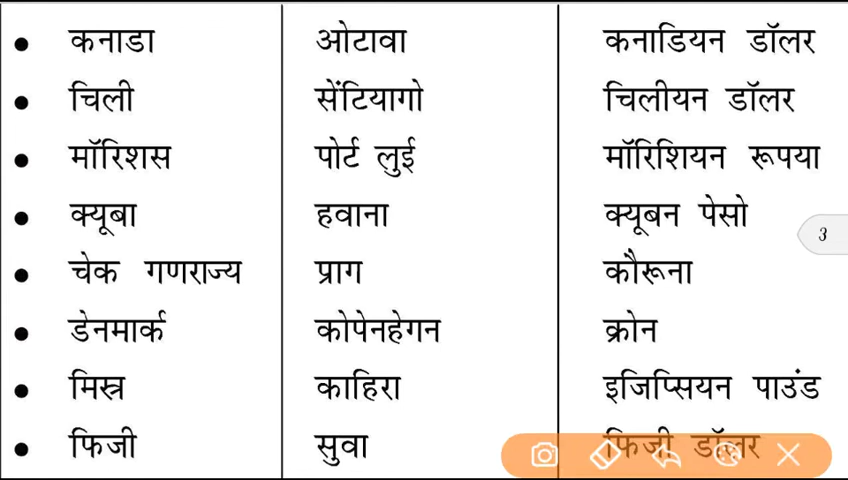 • कनाडा ओटावा कनाडियन डॉलर
• चिली सेंटियागो चिलीयन डॉलर
• मॉरिशस पोर्ट लुई मॉरिशियन रूपया
• क्यूबा हवाना क्यूबन पेसो
3
• चेक गणराज्य प्राग कौरूना
• डेनमार्क कोपेनहेगन क्रोन
• मिस्त्र काहिरा इजिप्सियन पाउंड
• फिजी सुवा फिजी डॉलर